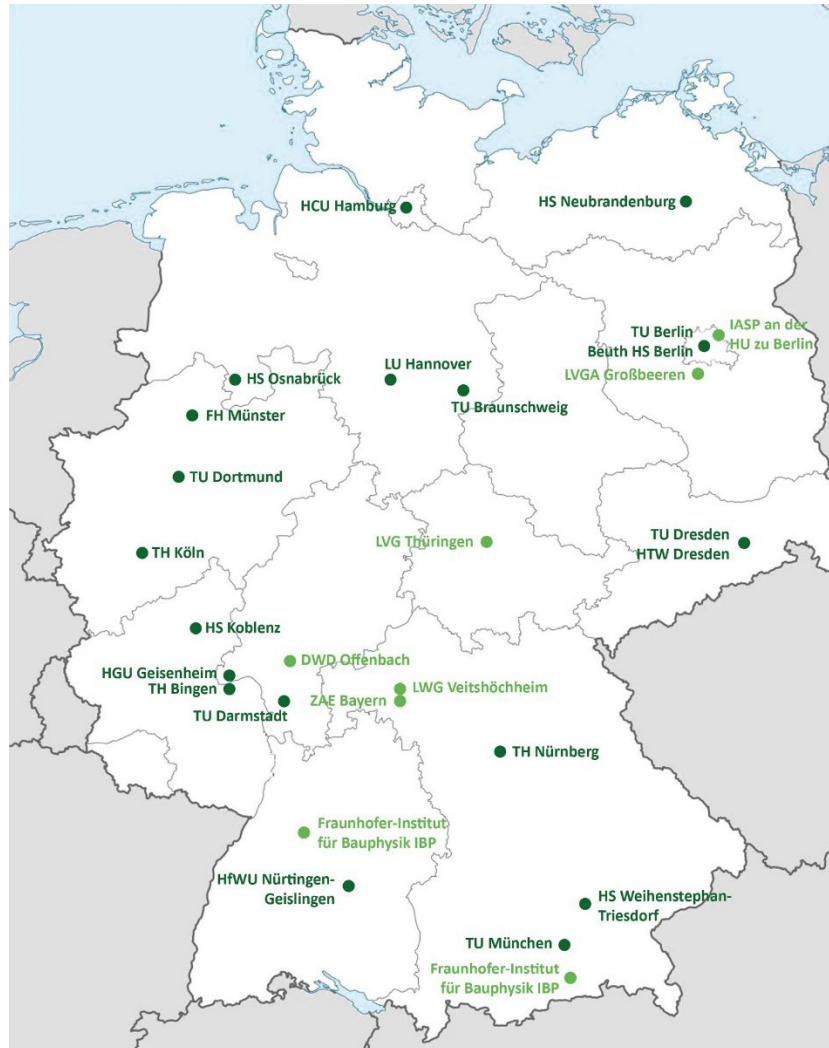 HCU Hamburg
HS Neubrandenburg
TU Berlin
Beuth HS Berlin
IASP an der
HU zu Berlin
LVGA Großbeeren
LU Hannover
HS Osnabrück
TU Braunschweig
FH Münster
TU Dortmund
TH Köln
LVG Thüringen
TU Dresden
HTW Dresden
HS Koblenz
DWD Offenbach
HGU Geisenheim
TH Bingen
LWG Veitshöchheim
ZAE Bayern
TU Darmstadt
TH Nürnberg
Fraunhofer-Institut
für Bauphysik IBP
HfWU Nürtingen-
Geislingen
HS Weihenstephan-
Triesdorf
TU München
Fraunhofer-Institut
für Bauphysik IBP